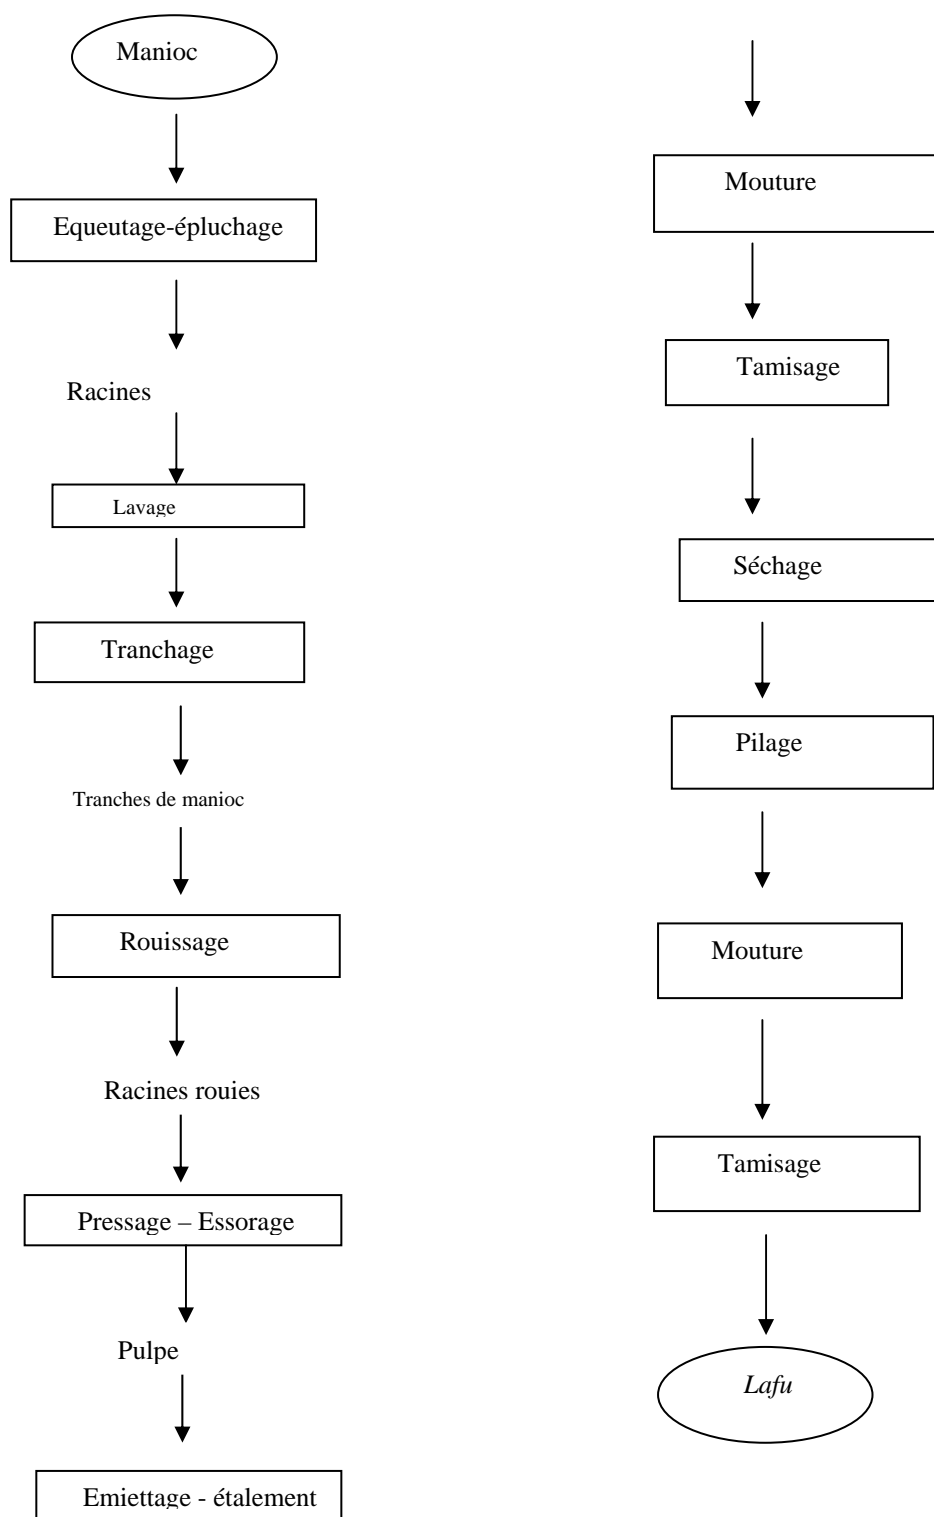 Manioc
Equeutage-épluchage
Racines
Lavage
Tranchage
Tranches de manioc
Rouissage
Racines rouies
Pressage – Essorage
Pulpe
Emiettage - étalement
Mouture
Tamisage
Séchage
Pilage
Mouture
Tamisage
Lafu